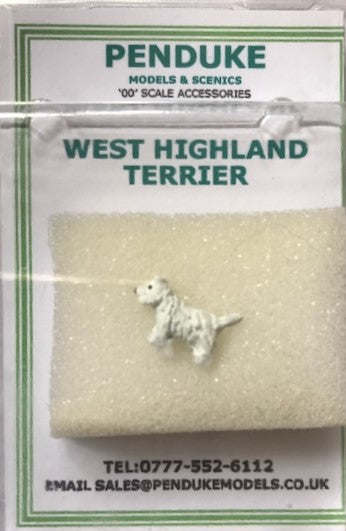 PENDUKE
MODELS & SCENICS
'00' SCALE ACCESSORIES
WEST HIGHLAND
TERRIER
TEL:0777-552-6112
EMAIL SALES@PENDUKEMODELS.CO.UK